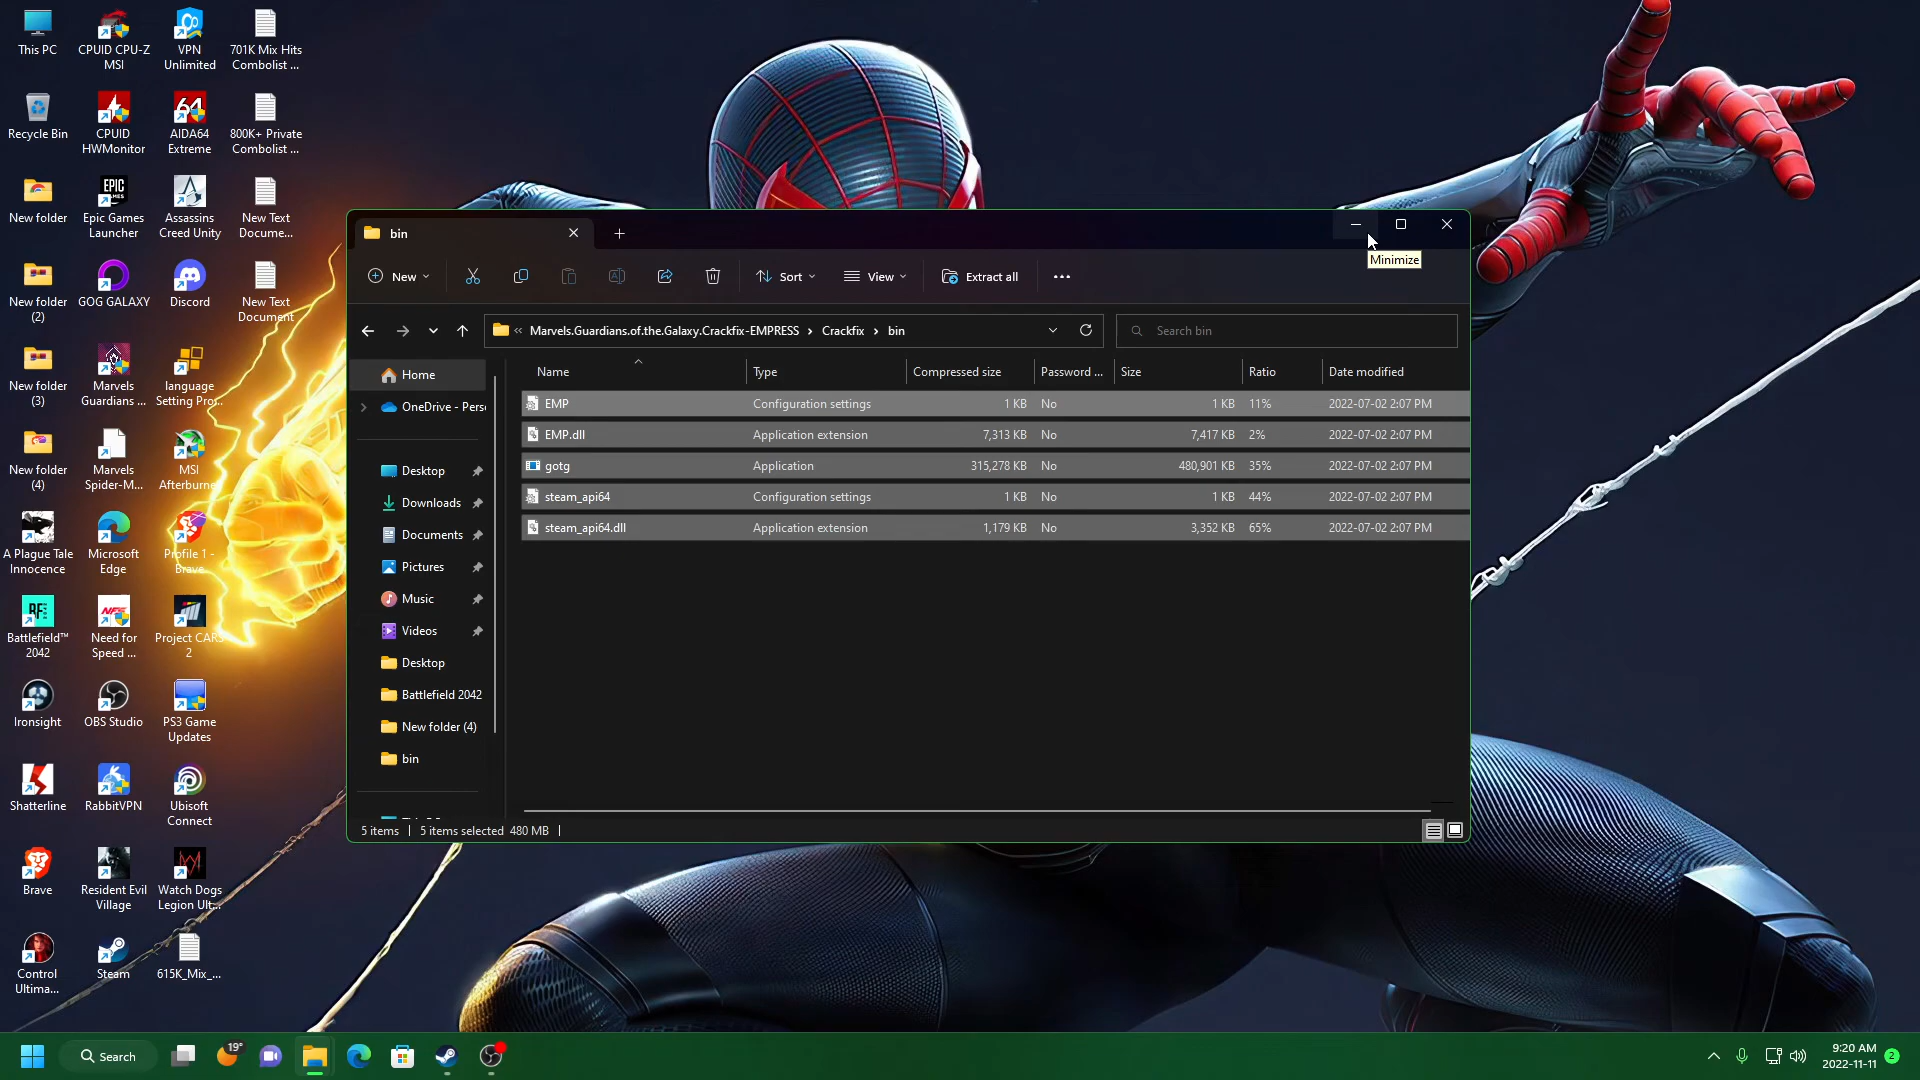 This PC
CPUID CPU-Z
MSI
VPN
Unlimited
701K Mix Hits
Combolist ...
Recycle Bin
CPUID
HWMonitor
64
AIDA64
Extreme
800K+ Private
Combolist ...
New folder
EPIC
GAMES
Epic Games
Launcher
Assassins
Creed Unity
New Text
Docume...
New folder
(2)
GOG GALAXY
Discord
New Text
Document
New folder
(3)
Marvels
Guardians ...
language
Setting Pro...
New folder
(4)
Marvels
Spider-M...
MSI
Afterburner
A Plague Tale
Innocence
Microsoft
Edge
Profile 1 -
Brave
RF
Battlefield™
2042
NFS
Need for
Speed ...
Project CARS
2
Ironsight
OBS Studio
PS3 Game
Updates
Shatterline
RabbitVPN
Ubisoft
Connect
Brave
Resident Evil
Village
Watch Dogs
Legion Ult...
Control
Ultima...
Steam
615K_Mix_...
bin
Minimize
New
Sort
View
Extract all
Marvels.Guardians.of.the.Galaxy.Crackfix-EMPRESS > Crackfix > bin
Search bin
Home
OneDrive - Pers
Desktop
Downloads
Documents
Pictures
Music
Videos
Desktop
Battlefield 2042
New folder (4)
bin
Name Type Compressed size Password ... Size Ratio Date modified
EMP Configuration settings 1 KB No 1 KB 11% 2022-07-02 2:07 PM
EMP.dll Application extension 7,313 KB No 7,417 KB 2% 2022-07-02 2:07 PM
gotg Application 315,278 KB No 480,901 KB 35% 2022-07-02 2:07 PM
steam_api64 Configuration settings 1 KB No 1 KB 44% 2022-07-02 2:07 PM
steam_api64.dll Application extension 1,179 KB No 3,352 KB 65% 2022-07-02 2:07 PM
5 items 5 items selected 480 MB
Search
19°
9:20 AM
2022-11-11
2